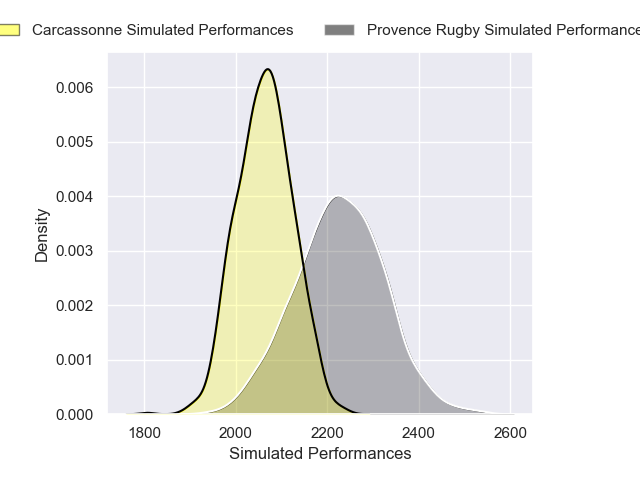 Carcassonne Simulated Performances Provence Rugby Simulated Performance
0.006
0.005
0.004
0.003
0.002
0.001
0.000
Density
1800 2000 2200 2400 2600
Simulated Performances